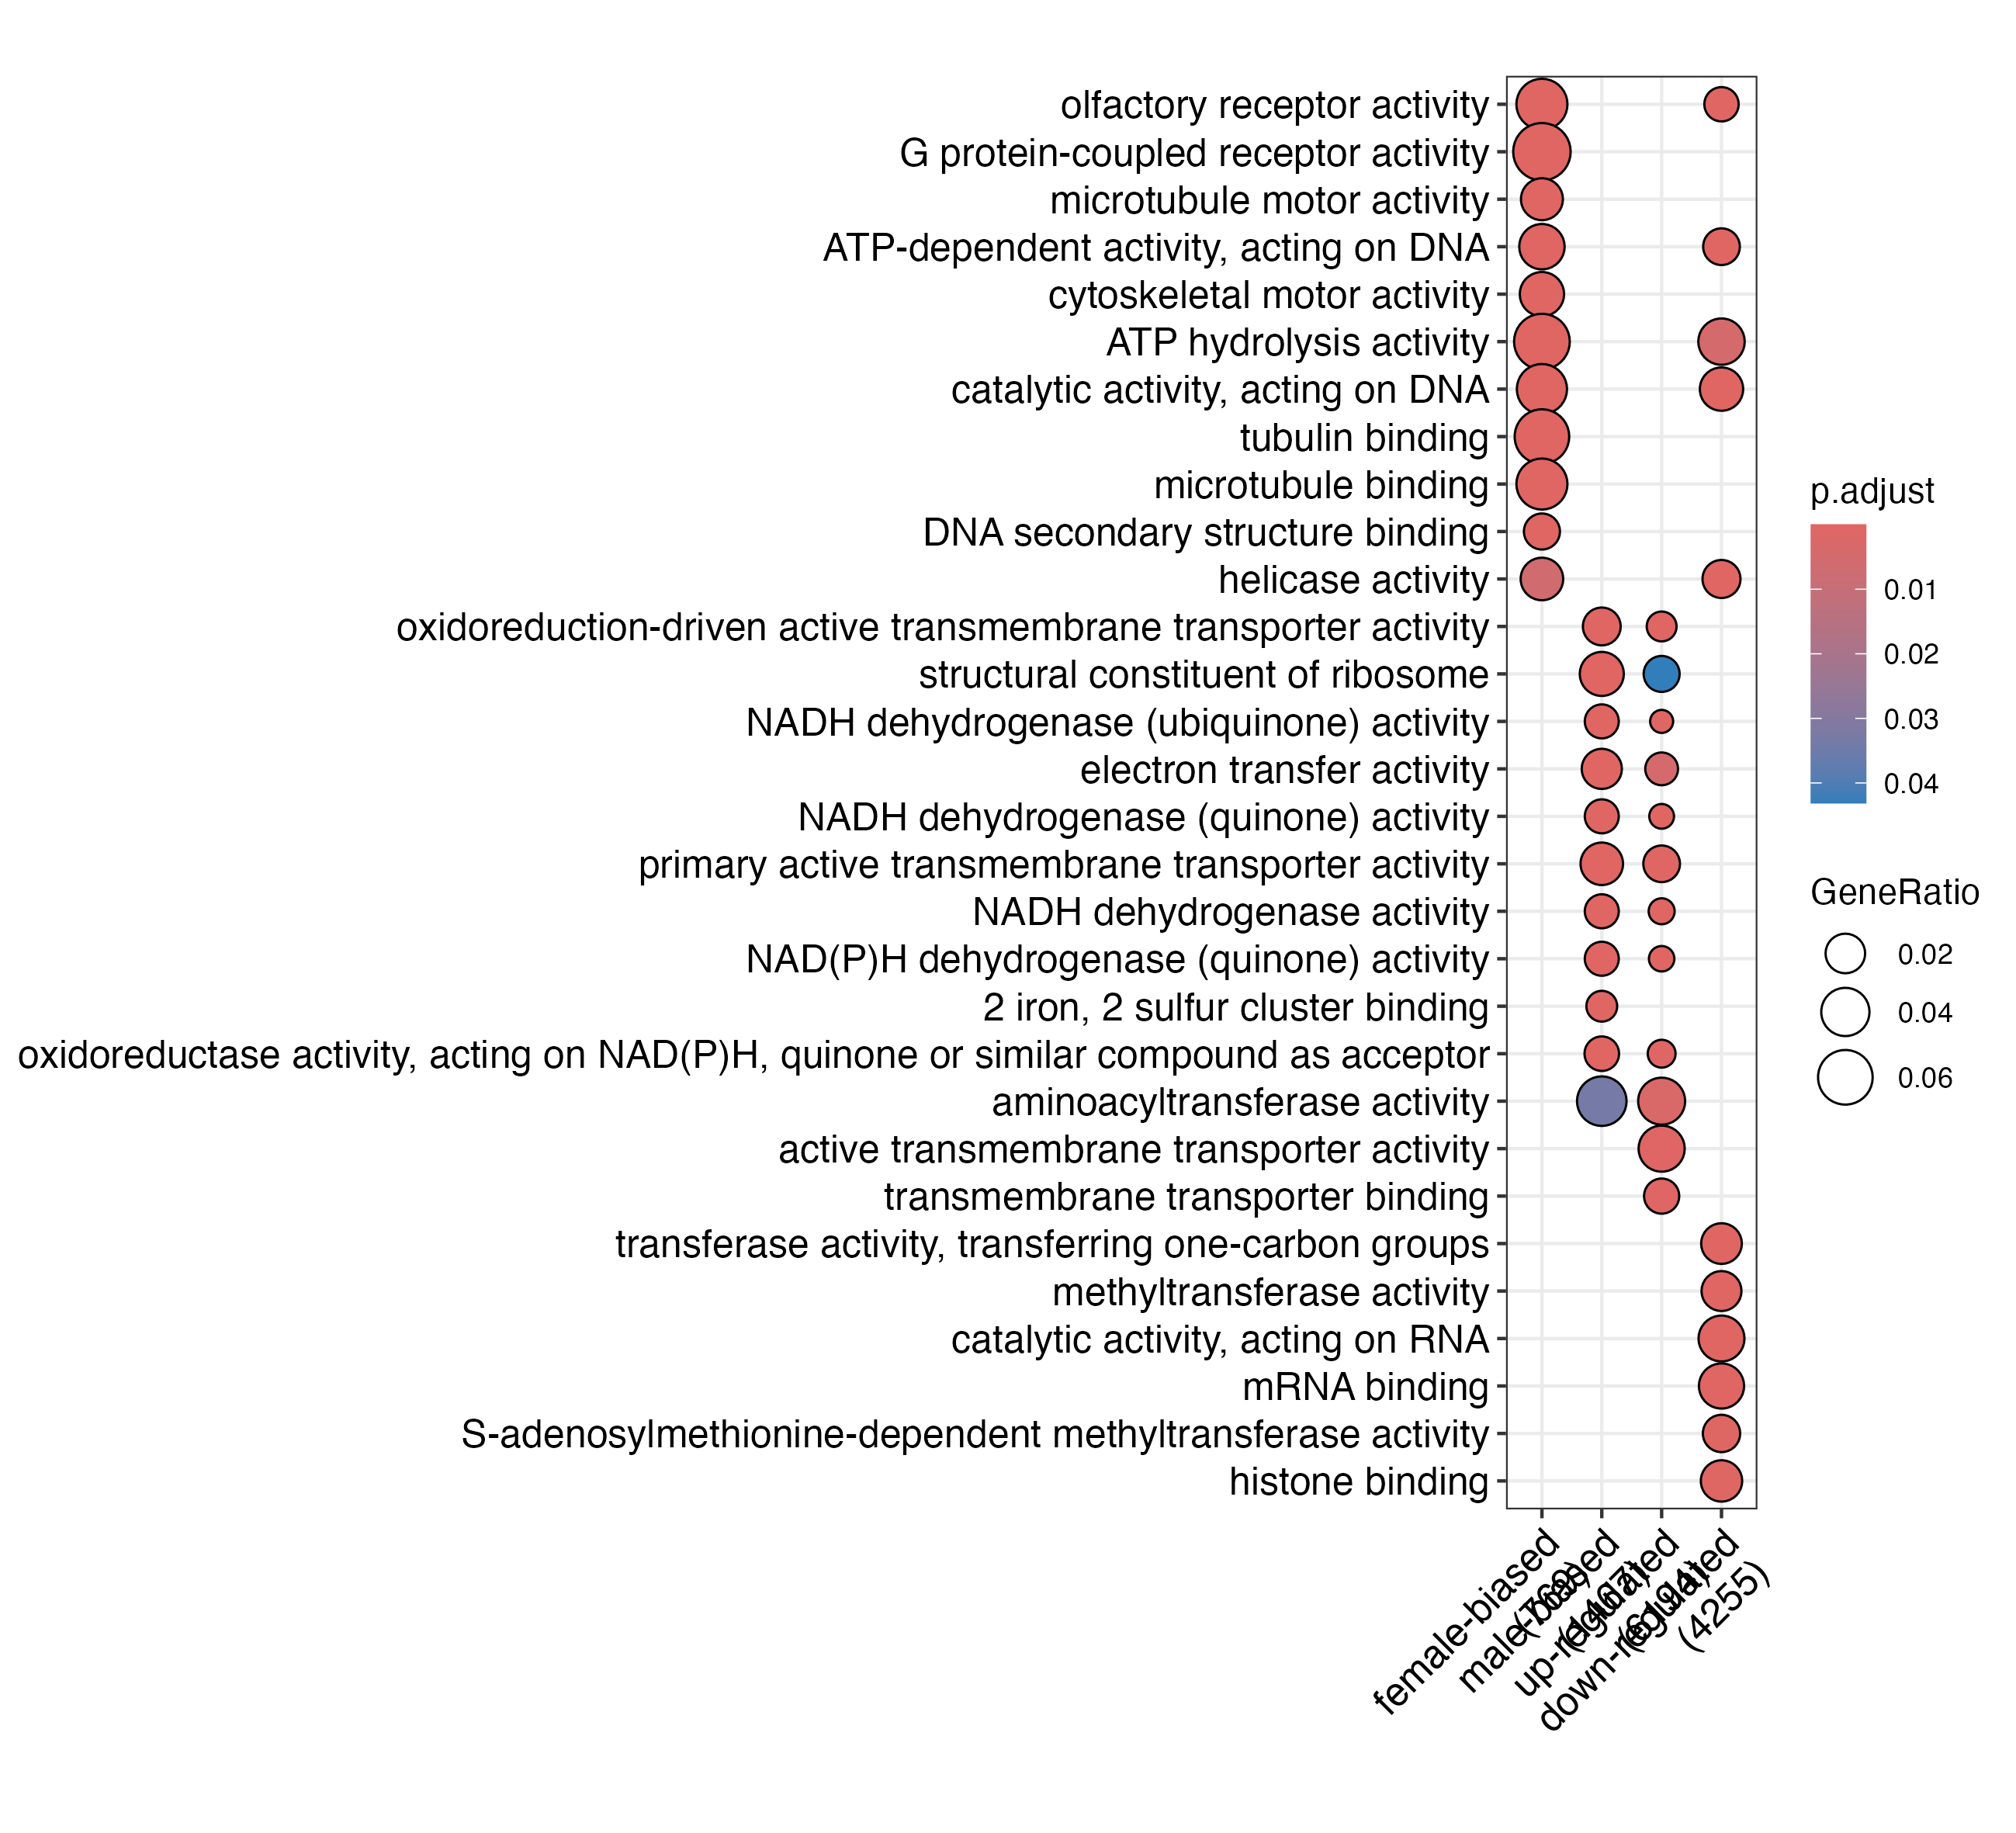 olfactory receptor activity
G protein-coupled receptor activity
microtubule motor activity
ATP-dependent activity, acting on DNA
cytoskeletal motor activity
ATP hydrolysis activity
catalytic activity, acting on DNA
tubulin binding
microtubule binding
DNA secondary structure binding
helicase activity
oxidoreduction-driven active transmembrane transporter activity
structural constituent of ribosome
NADH dehydrogenase (ubiquinone) activity
electron transfer activity
NADH dehydrogenase (quinone) activity
primary active transmembrane transporter activity
NADH dehydrogenase activity
NAD(P)H dehydrogenase (quinone) activity
2 iron, 2 sulfur cluster binding
oxidoreductase activity, acting on NAD(P)H, quinone or similar compound as acceptor
aminoacyltransferase activity
active transmembrane transporter activity
transmembrane transporter binding
transferase activity, transferring one-carbon groups
methyltransferase activity
catalytic activity, acting on RNA
mRNA binding
S-adenosylmethionine-dependent methyltransferase activity
histone binding
female-biased
male-biased
up-regulated
down-regulated
(4255)
p.adjust
0.01
0.02
0.03
0.04
GeneRatio
0.02
0.04
0.06